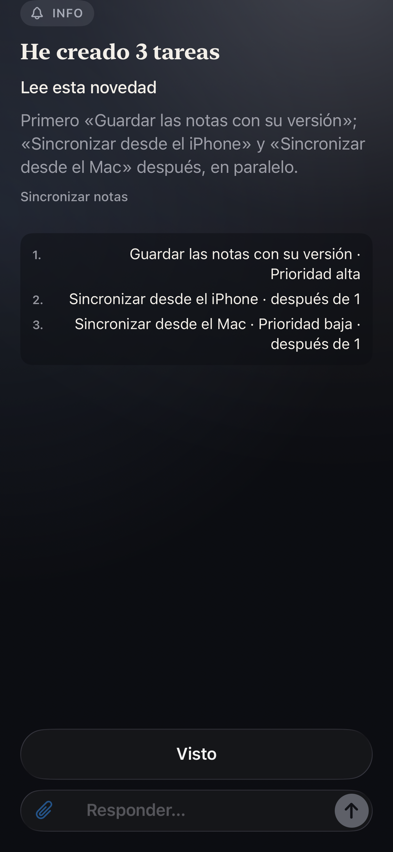 INFO
He creado 3 tareas
Lee esta novedad
Primero «Guardar las notas con su versión»;
«Sincronizar desde el iPhone» y «Sincronizar
desde el Mac» después, en paralelo.
Sincronizar notas
1. Guardar las notas con su versión ·
Prioridad alta
2. Sincronizar desde el iPhone · después de 1
3. Sincronizar desde el Mac · Prioridad baja ·
después de 1
Visto
Responder...